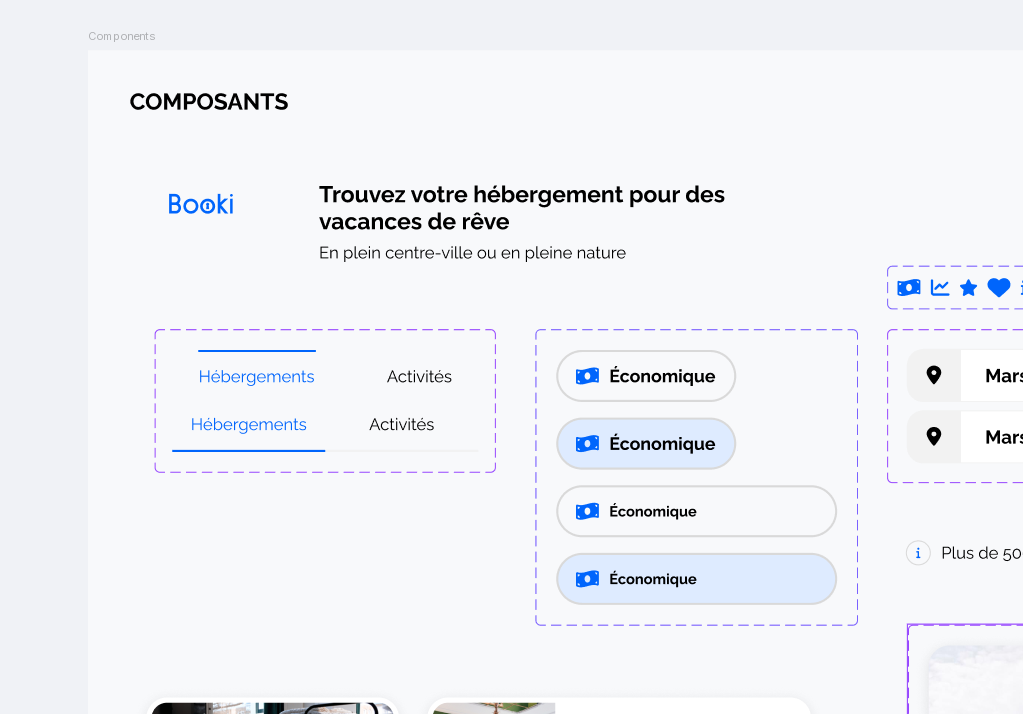 Components
COMPOSANTS
Booki
Trouvez votre hébergement pour des
vacances de rêve
En plein centre-ville ou en pleine nature
Hébergements Activités
Hébergements Activités
Économique
Économique
Économique
Économique
Mars
Mars
Plus de 50